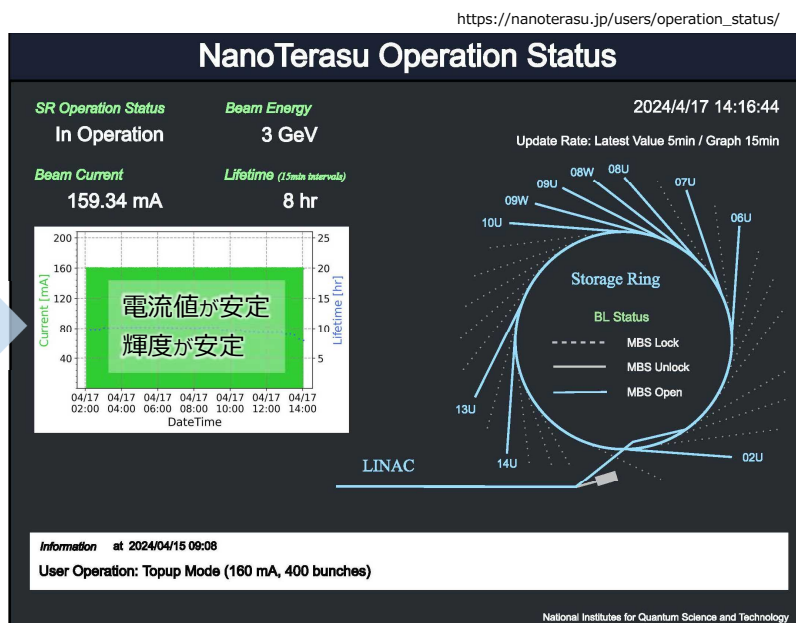 https://nanoterasu.jp/users/operation_status/
NanoTerasu Operation Status
SR Operation Status
In Operation
Beam Energy
3 GeV
2024/4/17 14:16:44
Update Rate: Latest Value 5min / Graph 15min
Beam Current
159.34 mA
Lifetime (15min intervals)
8 hr
200
160
120
80
40
Current [mA]
25
20
15
10
5
Lifetime [hr]
電流値が安定
輝度が安定
04/17 04/17 04/17 04/17 04/17 04/17 04/17
02:00 04:00 06:00 08:00 10:00 12:00 14:00
DateTime
10U
09W
09U
08W
08U
07U
06U
Storage Ring
BL Status
MBS Lock
MBS Unlock
MBS Open
13U
14U
02U
LINAC
Information at 2024/04/15 09:08
User Operation: Topup Mode (160 mA, 400 bunches)
National Institutes for Quantum Science and Technology